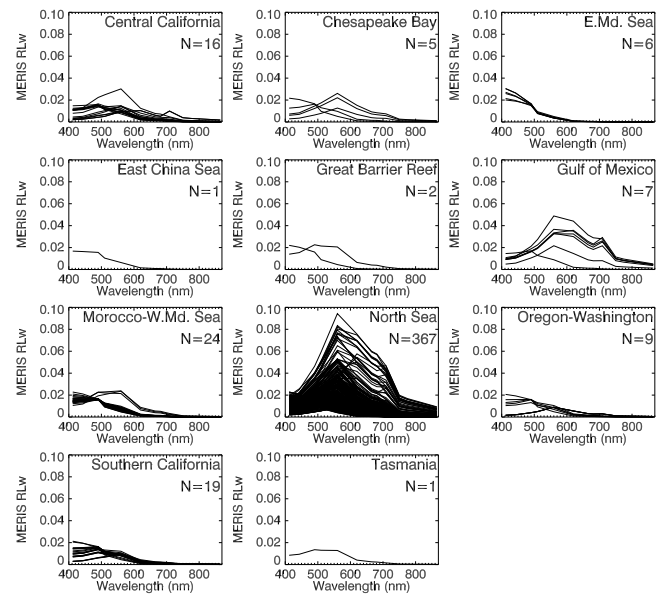 Central California
N=16
MERIS RLw
0.10
0.08
0.06
0.04
0.02
0
400 500 600 700 800
Wavelength (nm)
Chesapeake Bay
N=5
MERIS RLw
0.10
0.08
0.06
0.04
0.02
0
400 500 600 700 800
Wavelength (nm)
E.Md. Sea
N=6
MERIS RLw
0.10
0.08
0.06
0.04
0.02
0
400 500 600 700 800
Wavelength (nm)
East China Sea
N=1
MERIS RLw
0.10
0.08
0.06
0.04
0.02
0
400 500 600 700 800
Wavelength (nm)
Great Barrier Reef
N=2
MERIS RLw
0.10
0.08
0.06
0.04
0.02
0
400 500 600 700 800
Wavelength (nm)
Gulf of Mexico
N=7
MERIS RLw
0.10
0.08
0.06
0.04
0.02
0
400 500 600 700 800
Wavelength (nm)
Morocco-W.Md. Sea
N=24
MERIS RLw
0.10
0.08
0.06
0.04
0.02
0
400 500 600 700 800
Wavelength (nm)
North Sea
N=367
MERIS RLw
0.10
0.08
0.06
0.04
0.02
0
400 500 600 700 800
Wavelength (nm)
Oregon-Washington
N=9
MERIS RLw
0.10
0.08
0.06
0.04
0.02
0
400 500 600 700 800
Wavelength (nm)
Southern California
N=19
MERIS RLw
0.10
0.08
0.06
0.04
0.02
0
400 500 600 700 800
Wavelength (nm)
Tasmania
N=1
MERIS RLw
0.10
0.08
0.06
0.04
0.02
0
400 500 600 700 800
Wavelength (nm)